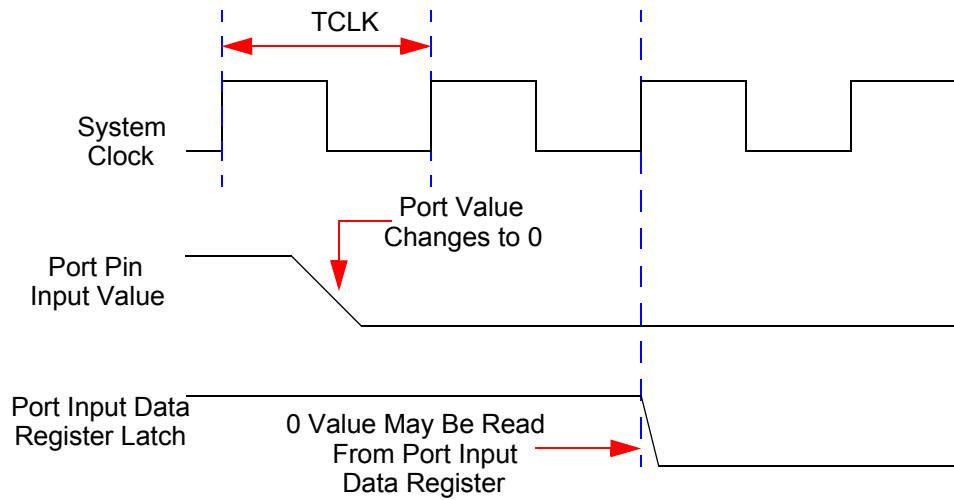 TCLK
System
Clock
Port Value
Changes to 0
Port Pin
Input Value
Port Input Data
Register Latch
0 Value May Be Read
From Port Input
Data Register